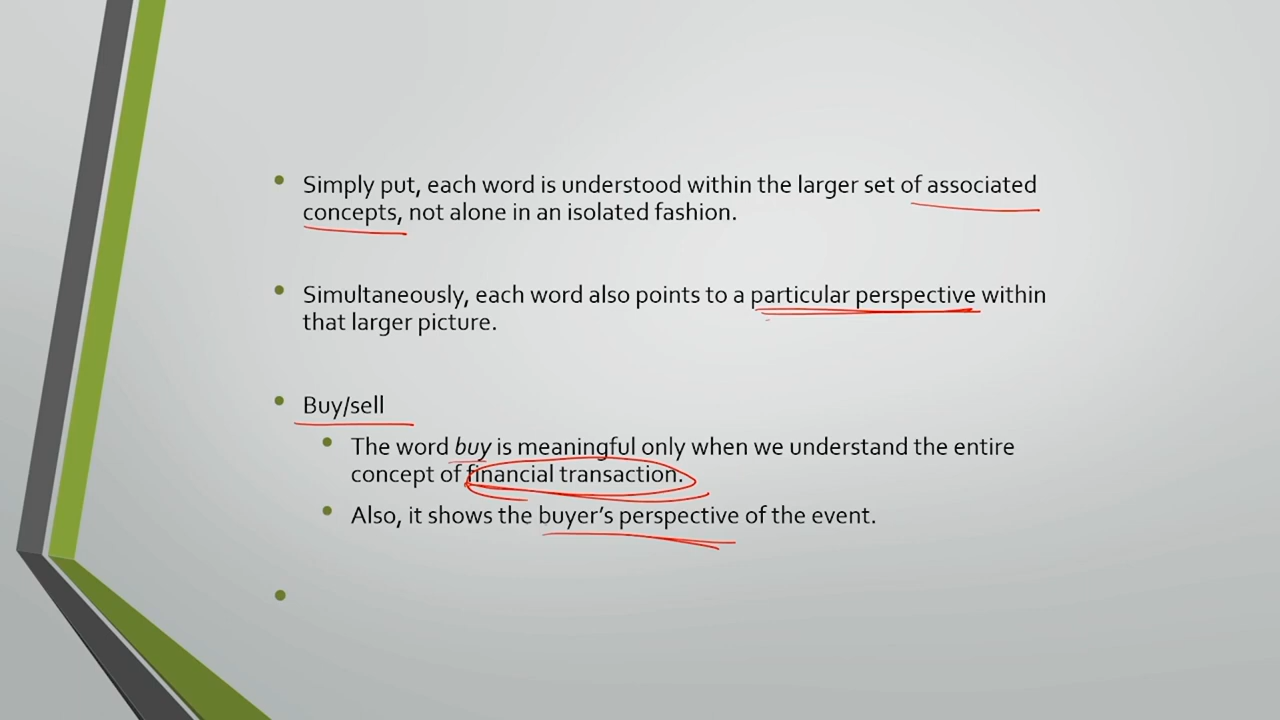 Simply put, each word is understood within the larger set of associated
concepts, not alone in an isolated fashion.
Simultaneously, each word also points to a particular perspective within
that larger picture.
Buy/sell
The word buy is meaningful only when we understand the entire
concept of financial transaction.
Also, it shows the buyer’s perspective of the event.